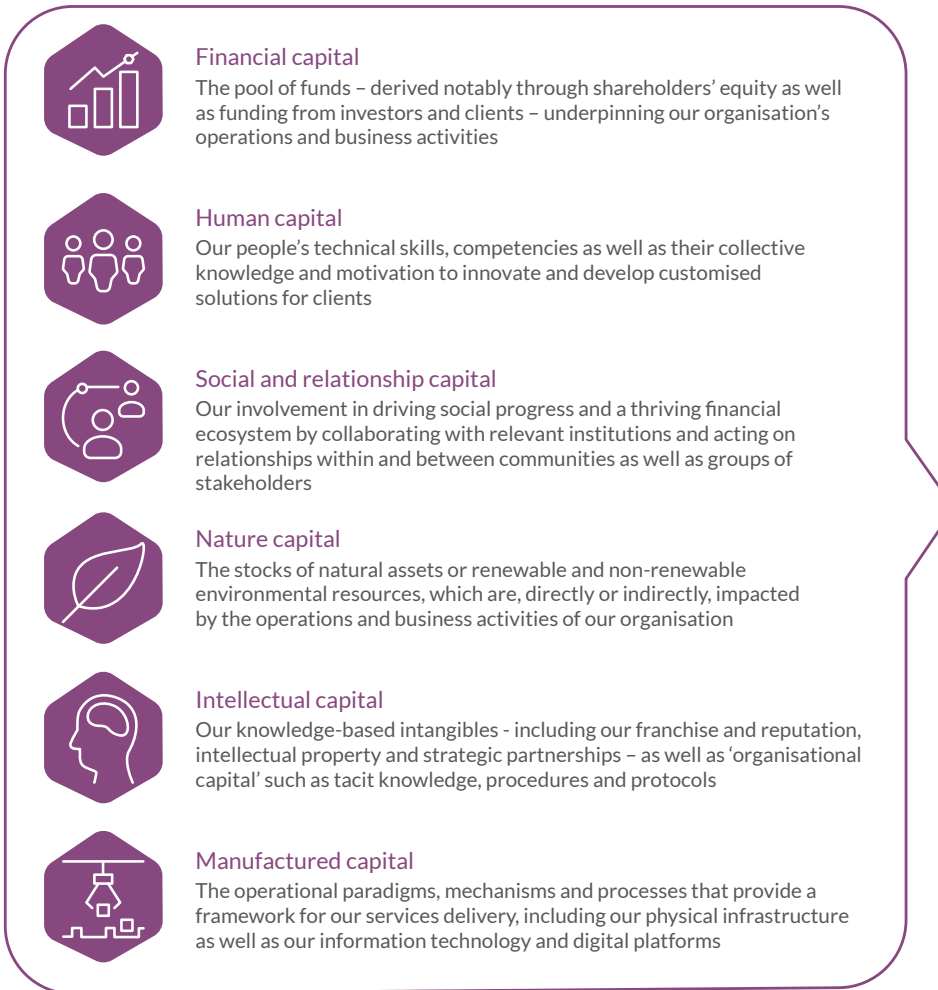 Financial capital
The pool of funds – derived notably through shareholders’ equity as well
as funding from investors and clients – underpinning our organisation’s
operations and business activities
Human capital
Our people’s technical skills, competencies as well as their collective
knowledge and motivation to innovate and develop customised
solutions for clients
Social and relationship capital
Our involvement in driving social progress and a thriving financial
ecosystem by collaborating with relevant institutions and acting on
relationships within and between communities as well as groups of
stakeholders
Nature capital
The stocks of natural assets or renewable and non-renewable
environmental resources, which are, directly or indirectly, impacted
by the operations and business activities of our organisation
Intellectual capital
Our knowledge-based intangibles - including our franchise and reputation,
intellectual property and strategic partnerships – as well as ‘organisational
capital’ such as tacit knowledge, procedures and protocols
Manufactured capital
The operational paradigms, mechanisms and processes that provide a
framework for our services delivery, including our physical infrastructure
as well as our information technology and digital platforms